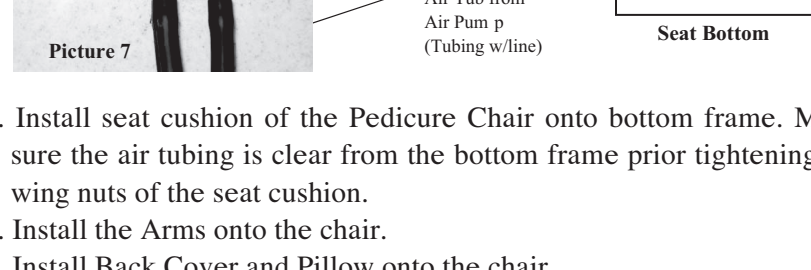 Air Tub from
Air Pum p
(Tubing w/line)
Picture 7
Seat Bottom
. Install seat cushion of the Pedicure Chair onto bottom frame. M
sure the air tubing is clear from the bottom frame prior tightening
wing nuts of the seat cushion.
. Install the Arms onto the chair.
Install Back Cover and Pillow onto the chair